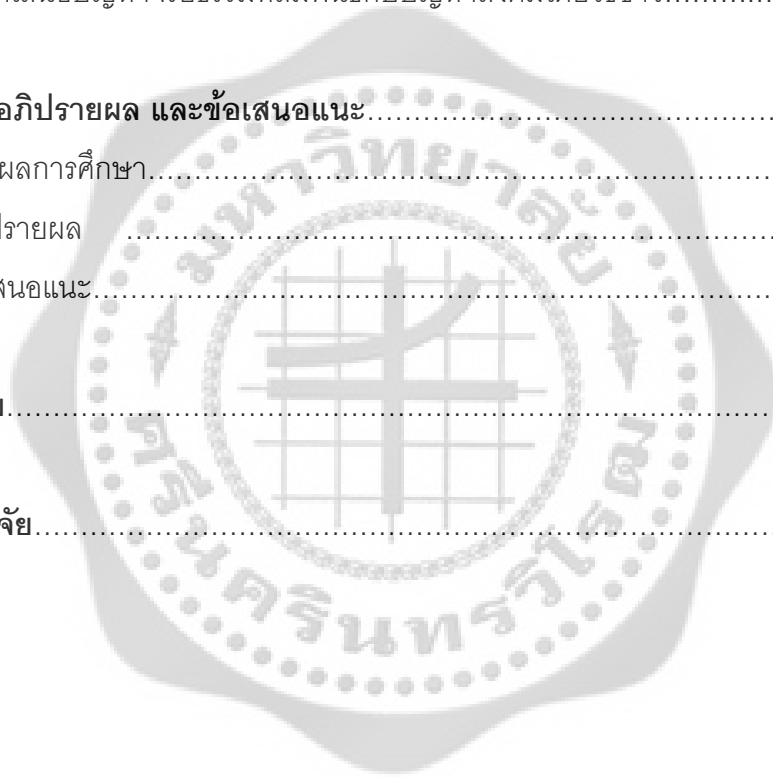 อภิปรายผล และข้อเสนอแนะ................................................
ผลการศึกษา................................................................
ปรายผล ................................................................
สนอแนะ................................................................
................................................................
จัย................................................................
มหาวิทยาลัย
ศรีนครินทรวิโรฒ